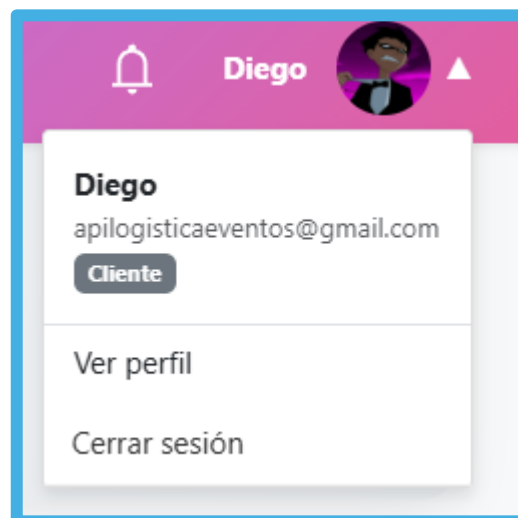 Diego
Diego
apilogisticaeventos@gmail.com
Cliente
Ver perfil
Cerrar sesión